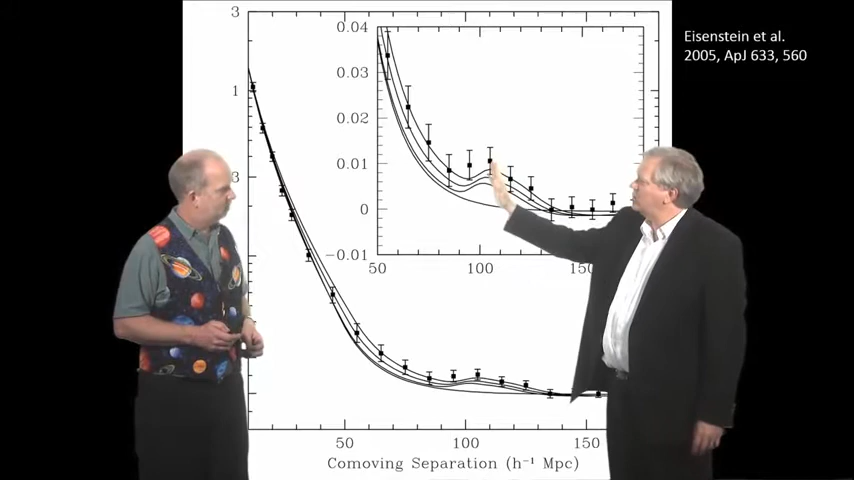 Eisenstein et al.
2005, ApJ 633, 560
3
1
3
0.04
0.03
0.02
0.01
0
−0.01
50 100 15
50 100 150
Comoving Separation (h⁻¹ Mpc)